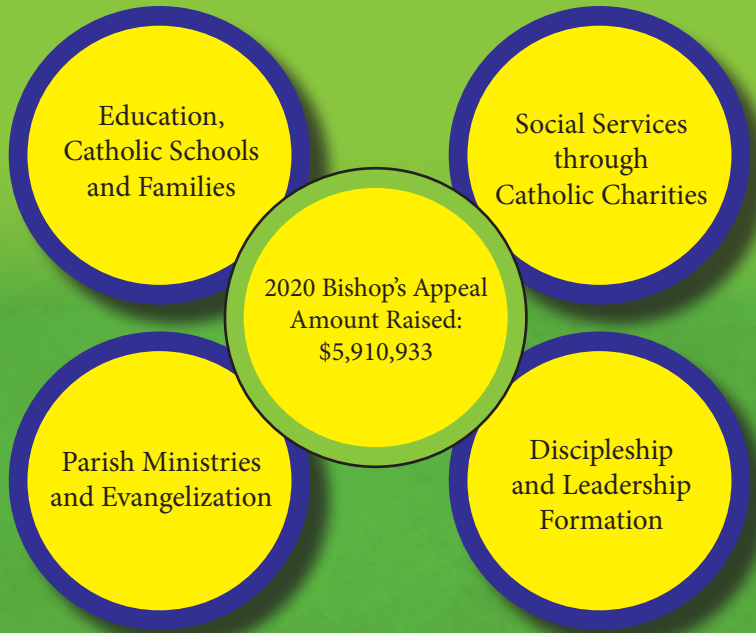 Education,
Catholic Schools
and Families
Social Services
through
Catholic Charities
2020 Bishop’s Appeal
Amount Raised:
$5,910,933
Parish Ministries
and Evangelization
Discipleship
and Leadership
Formation